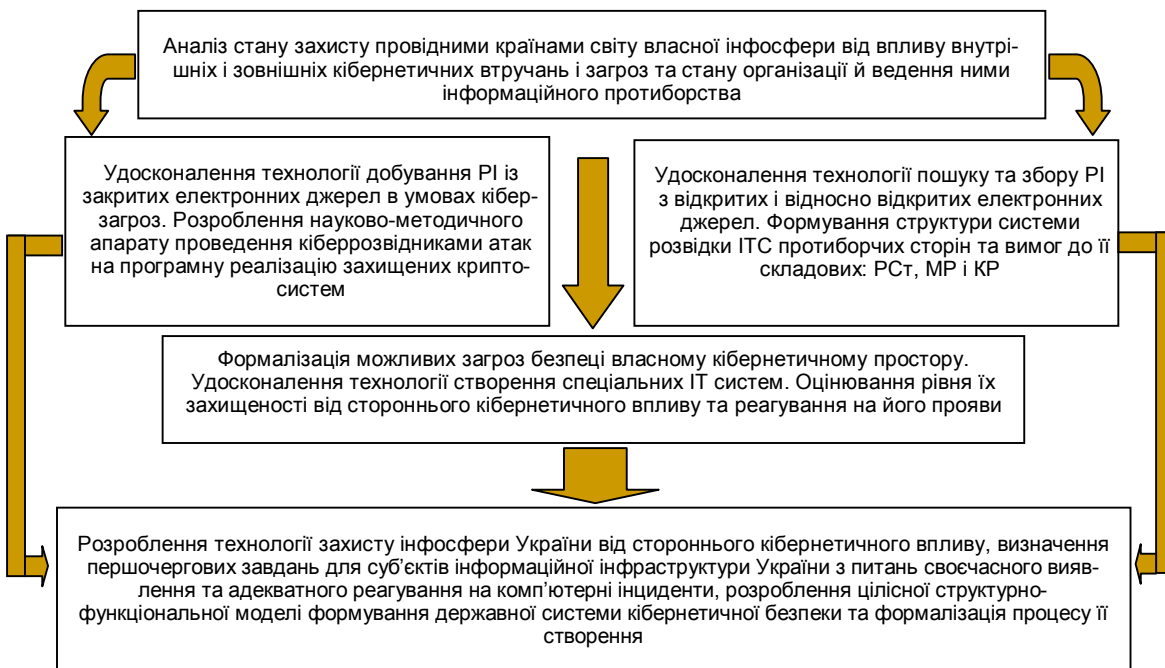 Аналіз стану захисту провідними країнами світу власної інфосфери від впливу внутрі-
шніх і зовнішніх кібернетичних втручань і загроз та стану організації й ведення ними
інформаційного протиборства
Удосконалення технології добування РІ із
закритих електронних джерел в умовах кібер-
загроз. Розроблення науково-методичного
апарату проведення кіберрозвідниками атак
на програмну реалізацію захищених крипто-
систем
Удосконалення технології пошуку та збору РІ
з відкритих і відносно відкритих електронних
джерел. Формування структури системи
розвідки ІТС протиборчих сторін та вимог до її
складових: РСт, МР і КР
Формалізація можливих загроз безпеці власному кібернетичному простору.
Удосконалення технології створення спеціальних ІТ систем. Оцінювання рівня їх
захищеності від стороннього кібернетичного впливу та реагування на його прояви
Розроблення технології захисту інфосфери України від стороннього кібернетичного впливу, визначення
першочергових завдань для суб’єктів інформаційної інфраструктури України з питань своєчасного вияв-
лення та адекватного реагування на комп’ютерні інциденти, розроблення цілісної структурно-
функціональної моделі формування державної системи кібернетичної безпеки та формалізація процесу її
створення